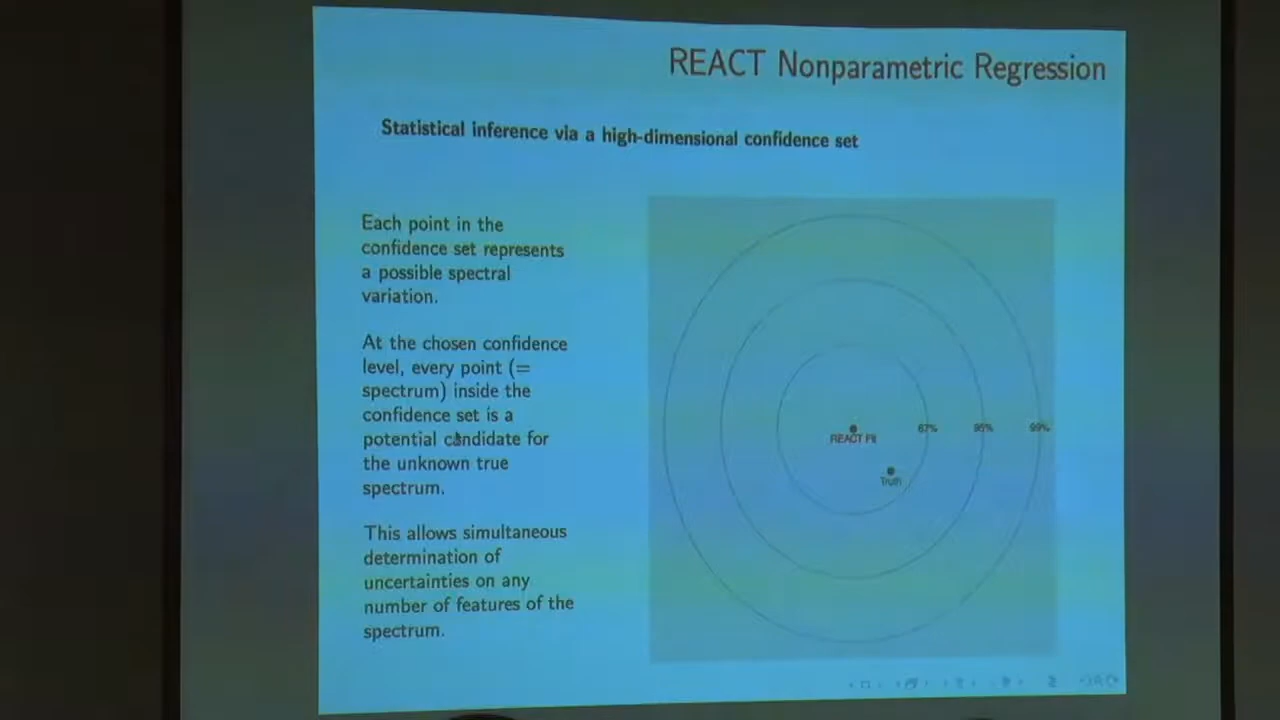 REACT Nonparametric Regression
Statistical inference via a high-dimensional confidence set
Each point in the
confidence set represents
a possible spectral
variation.
At the chosen confidence
level, every point (=
spectrum) inside the
confidence set is a
potential candidate for
the unknown true
spectrum.
This allows simultaneous
determination of
uncertainties on any
number of features of the
spectrum.
REACT Fit
67%
95%
99%
Truth